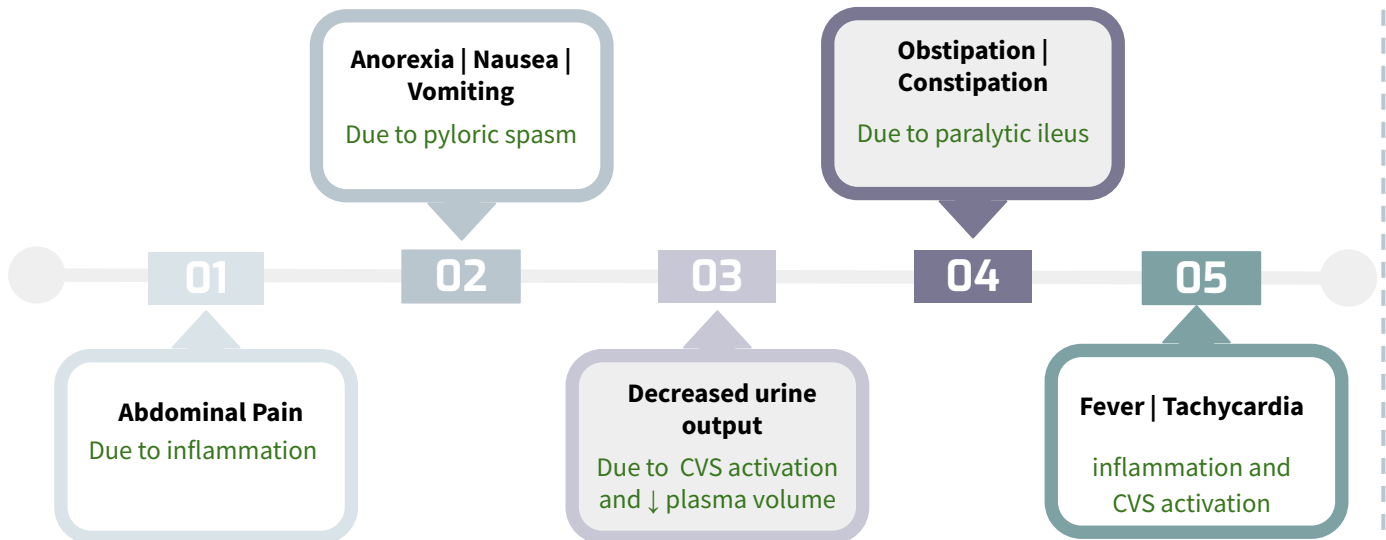 01
Abdominal Pain
Due to inflammation
02
Anorexia | Nausea |
Vomiting
Due to pyloric spasm
03
Decreased urine
output
Due to  CVS activation
and ↓ plasma volume
04
Obstipation |
Constipation
Due to paralytic ileus
05
Fever | Tachycardia
inflammation and
CVS activation